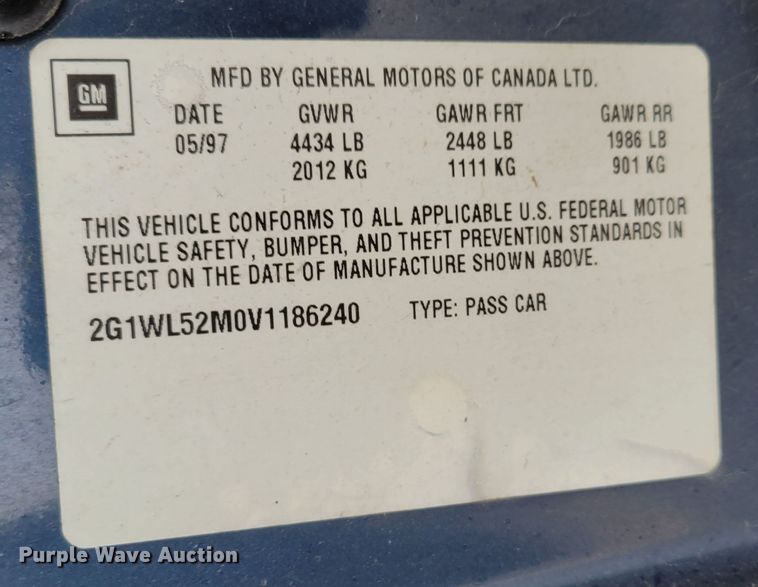 GM
MFD BY GENERAL MOTORS OF CANADA LTD.
DATE GVWR GAWR FRT GAWR RR
05/97 4434 LB 2448 LB 1986 LB
2012 KG 1111 KG 901 KG
THIS VEHICLE CONFORMS TO ALL APPLICABLE U.S. FEDERAL MOTOR
VEHICLE SAFETY, BUMPER, AND THEFT PREVENTION STANDARDS IN
EFFECT ON THE DATE OF MANUFACTURE SHOWN ABOVE.
2G1WL52M0V1186240 TYPE: PASS CAR
Purple Wave Auction